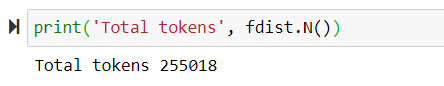 print('Total tokens', fdist.N())
Total tokens 255018